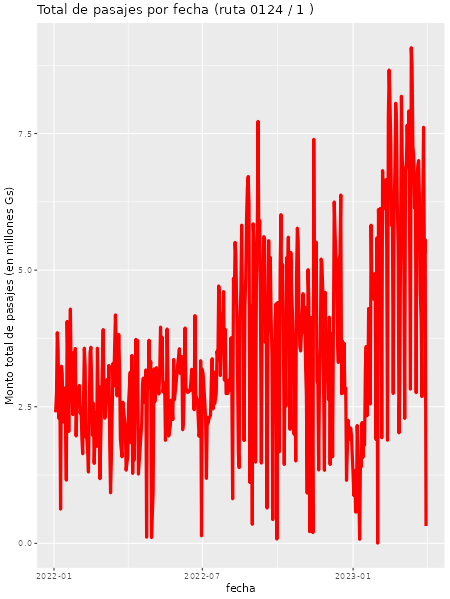 Total de pasajes por fecha (ruta 0124 / 1 )
Monto total de pasajes (en millones Gs)
7.5
5.0
2.5
0.0
2022-01
2022-07
2023-01
fecha